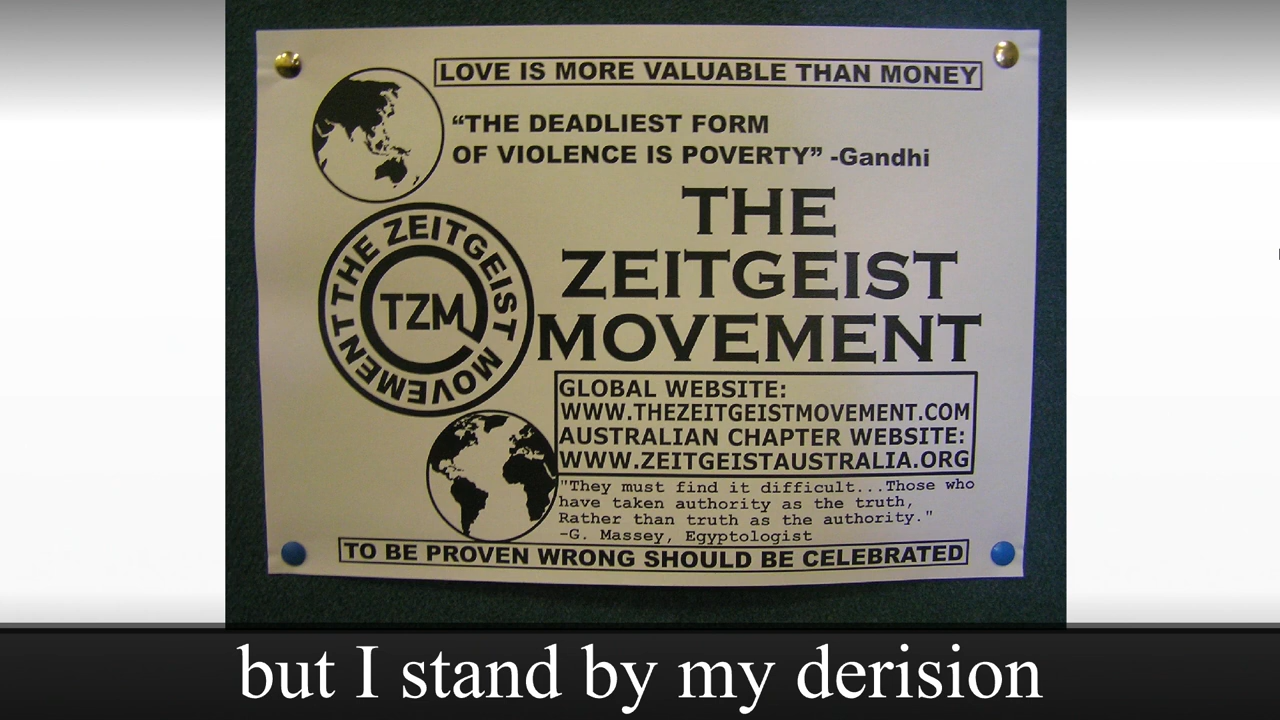 LOVE IS MORE VALUABLE THAN MONEY
“THE DEADLIEST FORM
OF VIOLENCE IS POVERTY” -Gandhi
THE
ZEITGEIST
MOVEMENT
THE ZEITGEIST MOVEMENT
TZM
GLOBAL WEBSITE:
WWW.THEZEITGEISTMOVEMENT.COM
AUSTRALIAN CHAPTER WEBSITE:
WWW.ZEITGEISTAUSTRALIA.ORG
"They must find it difficult...Those who
have taken authority as the truth,
Rather than truth as the authority."
-G. Massey, Egyptologist
TO BE PROVEN WRONG SHOULD BE CELEBRATED
but I stand by my derision